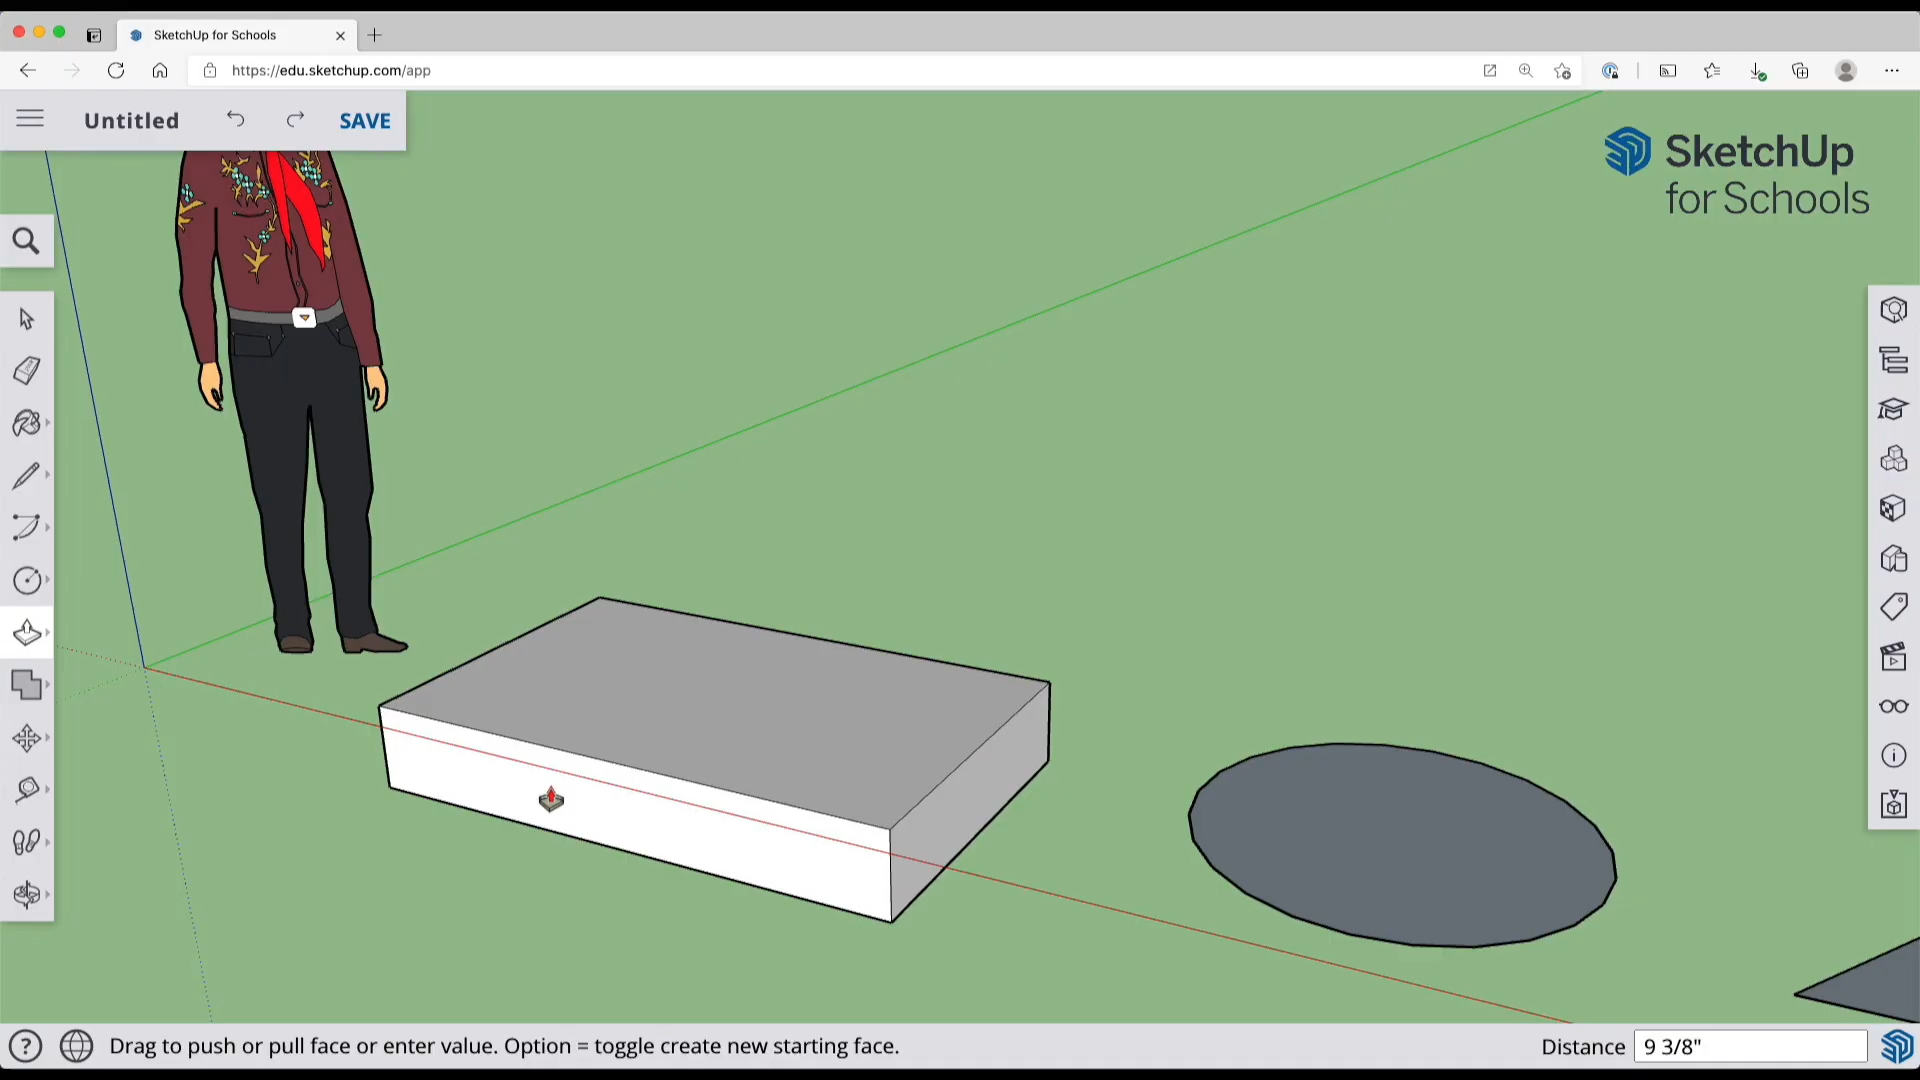 SketchUp for Schools
https://edu.sketchup.com/app
Untitled
SAVE
SketchUp
for Schools
Drag to push or pull face or enter value. Option = toggle create new starting face.
Distance
9 3/8"